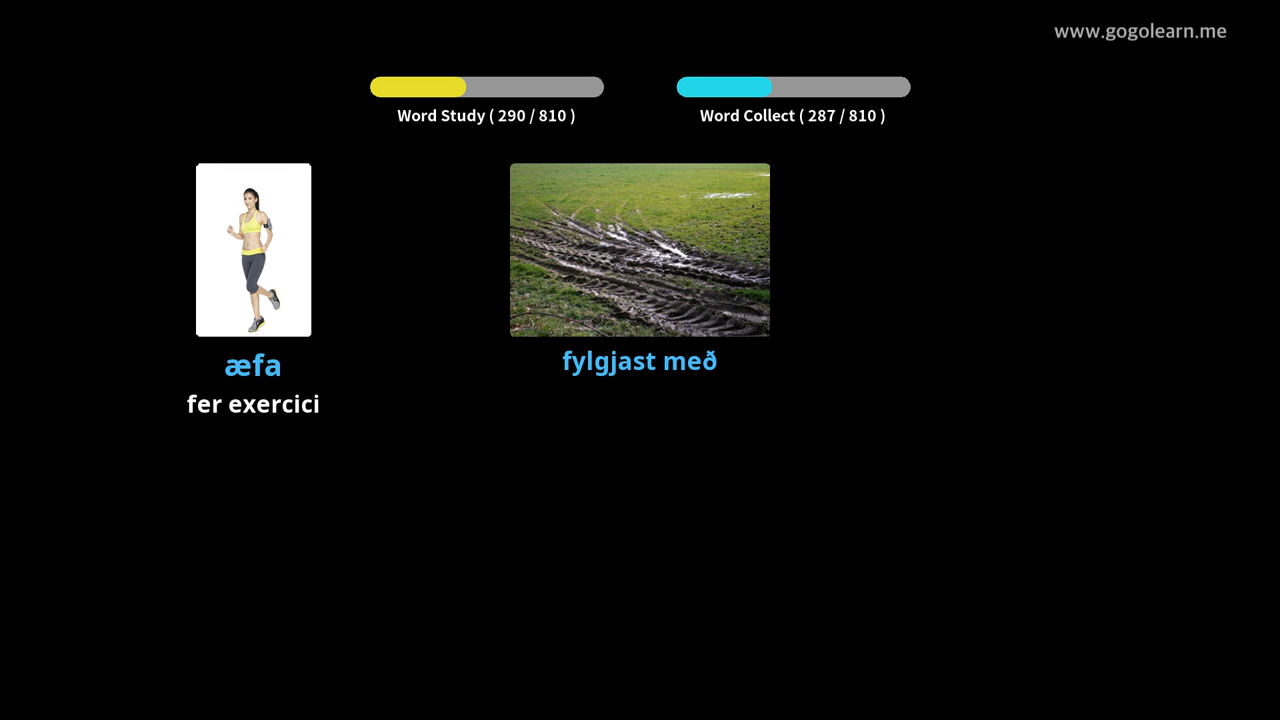 www.gogolearn.me
Word Study ( 290 / 810 )
Word Collect ( 287 / 810 )
æfa
fer exercici
fylgjast með